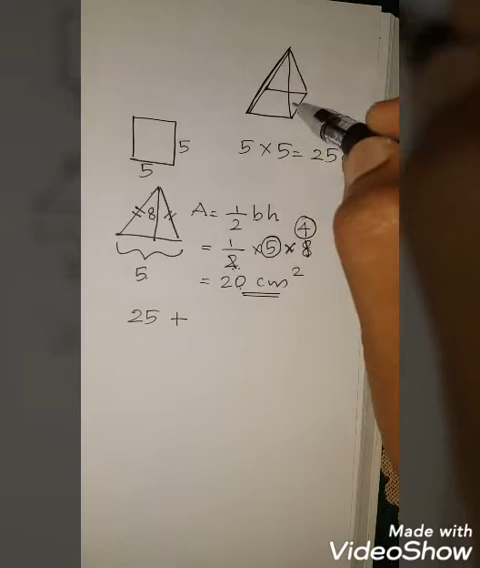 5 × 5 = 25
5
5
8
A = 1/2 bh
4
= 1/2 × 5 × 8
5
= 20 cm²
25 +
Made with
VideoShow